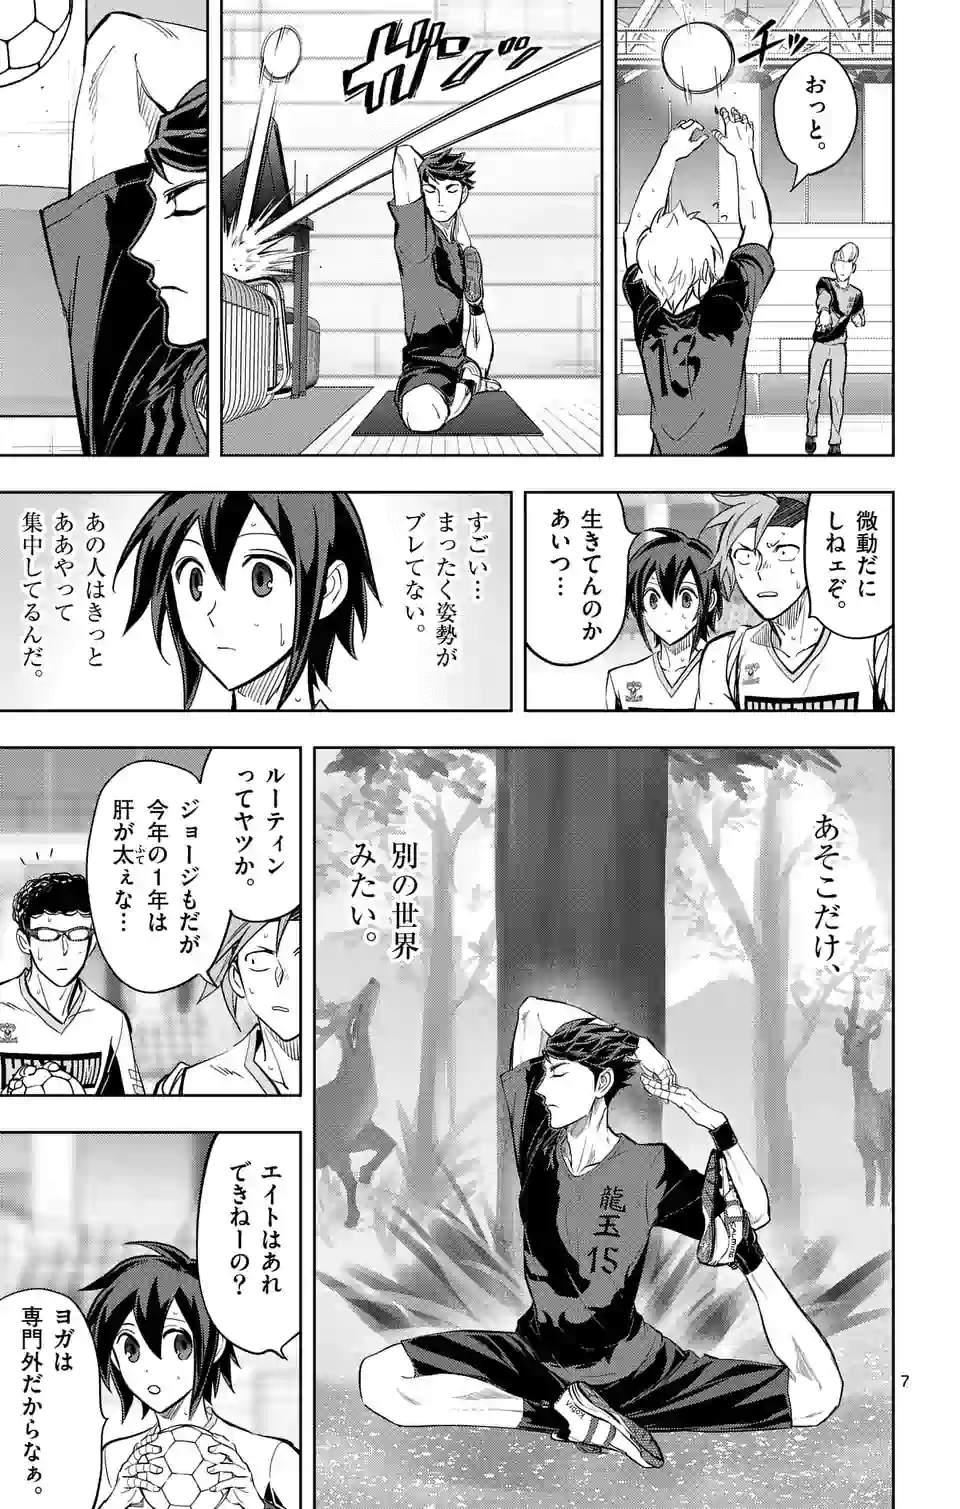 チッ
おっと。
13
ガンッ
微動だに
しねェぞ。
生きてんのか
あいつ…
すごい…
まったく姿勢が
ブレてない。
あの人はきっと
ああやって
集中してるんだ。
あそこだけ、
別の世界
みたい。
龍玉
15
ルーティン
ってヤツか。
ジョージもだが
今年の1年は
肝が太ふてぇな…
エイトはあれ
できねーの？
ヨガは
専門外だからなぁ。
7